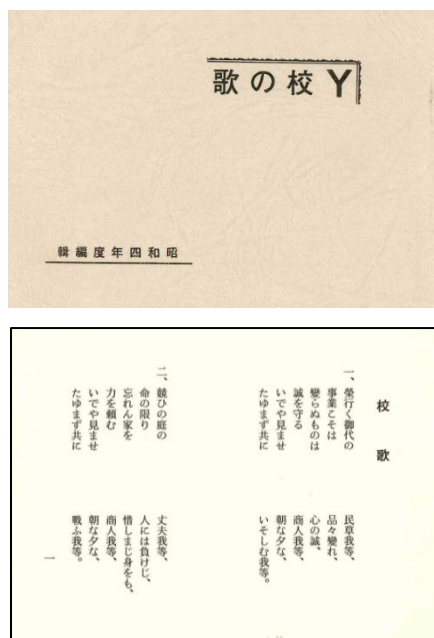 Y校の歌
昭和四年度編輯
校歌
一、榮行く御代の 民草我等、
事業こそは 品々變れ、
變らぬものは 心の誠、
誠を守る 商人我等、
いでや見ませ 朝な夕な、
たゆまず共に いそしむ我等。
二、競ひの庭の 丈夫我等、
命の限り 人には負けじ、
忘れん家を 惜しまじ身をも、
力を頼む 商人我等、
いでや見ませ 朝な夕な、
たゆまず共に 戰ふ我等。
一